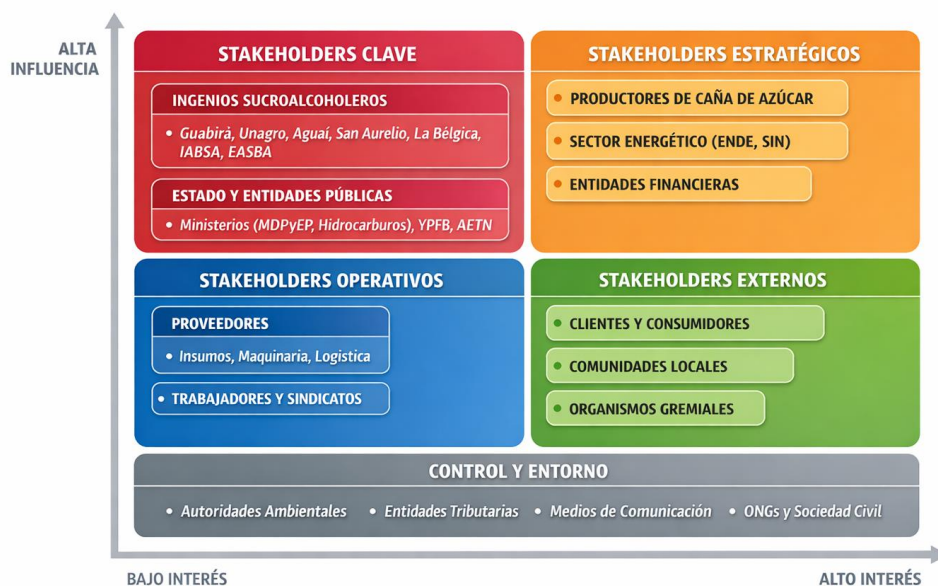 ALTA
INFLUENCIA
STAKEHOLDERS CLAVE
INGENIOS SUCROALCOHOLEROS
• Guabirà, Unagro, Aguaí, San Aurelio, La Bélgica,
IABSA, EASBA
ESTADO Y ENTIDADES PÚBLICAS
• Ministerios (MDPyEP, Hidrocarburos), YPFB, AETN
STAKEHOLDERS ESTRATÉGICOS
• PRODUCTORES DE CAÑA DE AZÚCAR
• SECTOR ENERGÉTICO (ENDE, SIN)
• ENTIDADES FINANCIERAS
STAKEHOLDERS OPERATIVOS
PROVEEDORES
• Insumos, Maquinaria, Logistica
• TRABAJADORES Y SINDICATOS
STAKEHOLDERS EXTERNOS
• CLIENTES Y CONSUMIDORES
• COMUNIDADES LOCALES
• ORGANISMOS GREMIALES
CONTROL Y ENTORNO
• Autoridades Ambientales • Entidades Tributarias • Medios de Comunicación • ONGs y Sociedad Civil
BAJO INTERÉS
ALTO INTERÉS